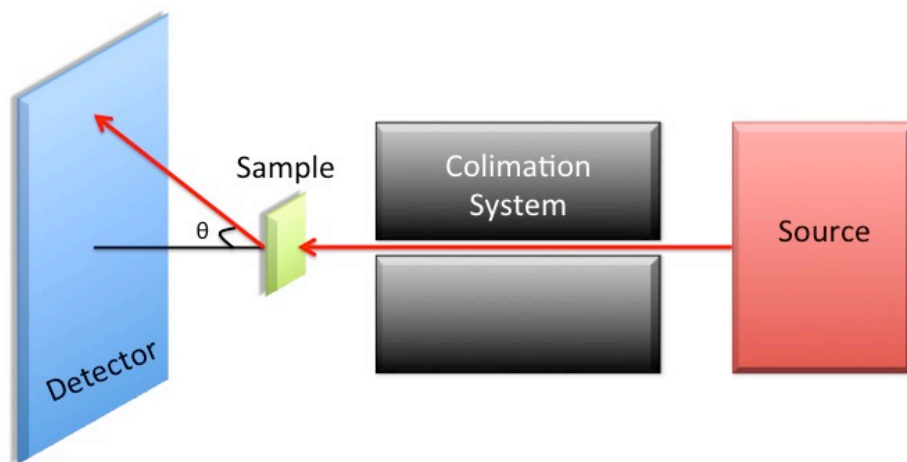 Sample
Colimation
System
Source
θ
Detector